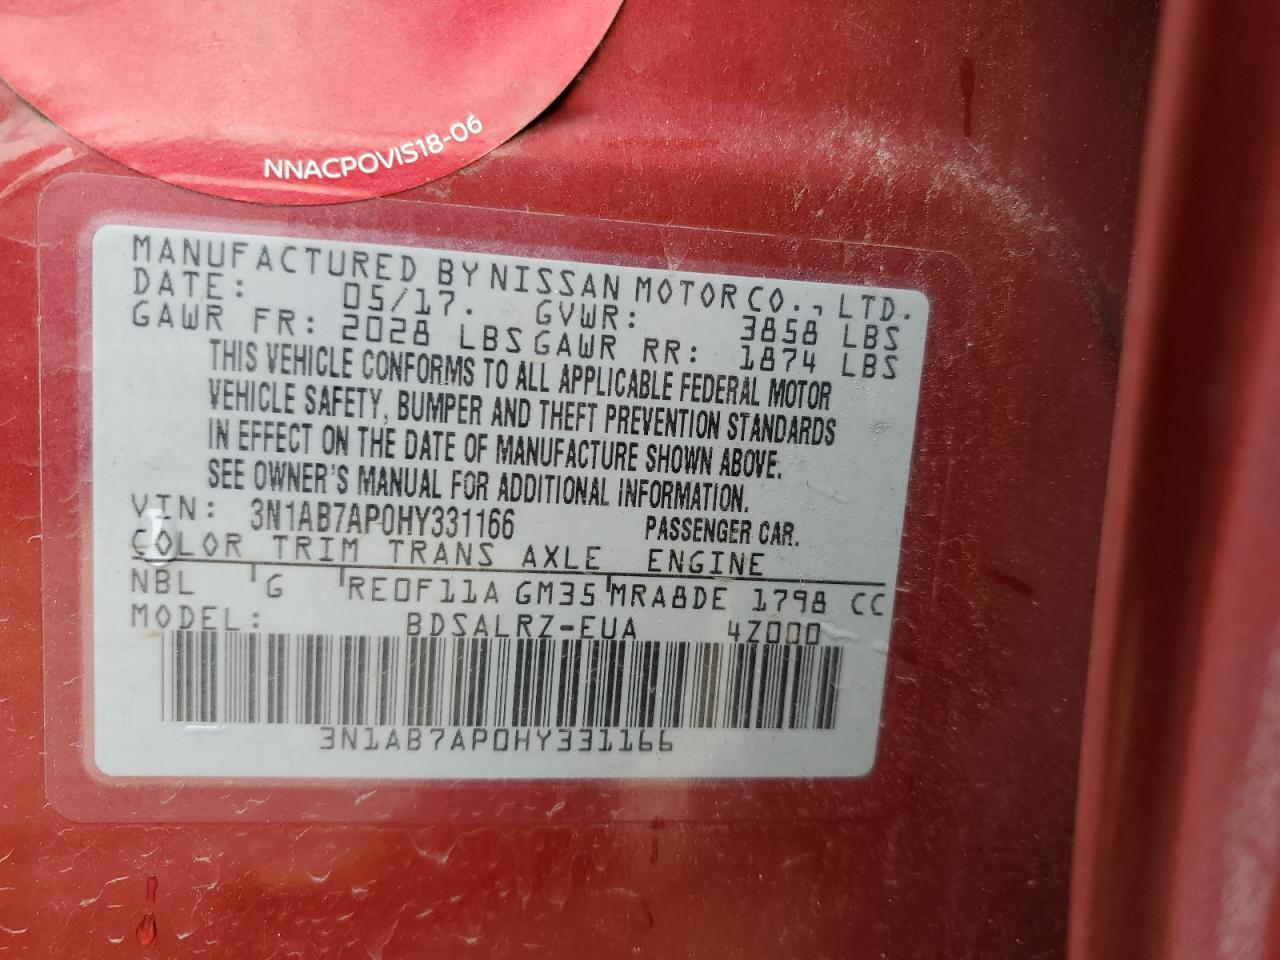 NNACPOVIS18-06
MANUFACTURED BY NISSAN MOTOR CO., LTD.
DATE: 05/17. GVWR: 3858 LBS
GAWR FR: 2028 LBS GAWR RR: 1874 LBS
THIS VEHICLE CONFORMS TO ALL APPLICABLE FEDERAL MOTOR
VEHICLE SAFETY, BUMPER AND THEFT PREVENTION STANDARDS
IN EFFECT ON THE DATE OF MANUFACTURE SHOWN ABOVE.
SEE OWNER'S MANUAL FOR ADDITIONAL INFORMATION.
VIN: 3N1AB7AP0HY331166 PASSENGER CAR.
COLOR TRIM TRANS AXLE ENGINE
NBL G RE0F11A GM35 MRA8DE 1798 CC
MODEL: BDSALRZ-EUA 4Z000
3N1AB7AP0HY331166